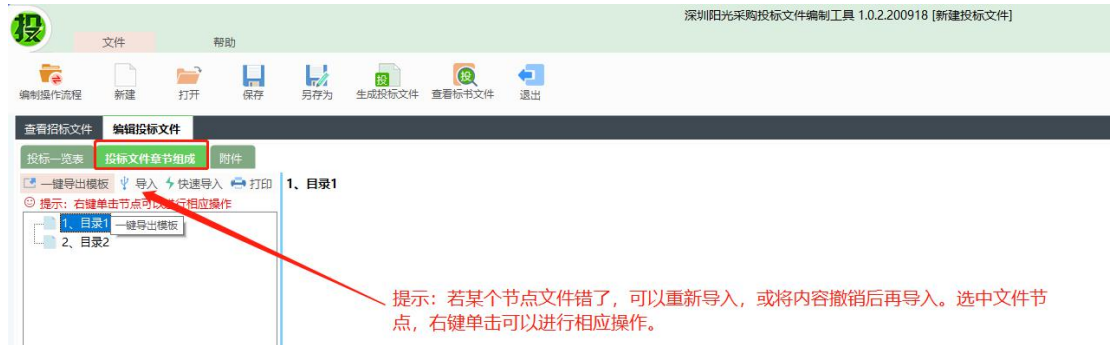 深圳阳光采购投标文件编制工具 1.0.2.200918 [新建投标文件]
投
文件 帮助
投 投
编制操作流程 新建 打开 保存 另存为 生成投标文件 查看标书文件 退出
查看招标文件 编辑投标文件
投标一览表 投标文件章节组成 附件
一键导出模板 导入 快速导入 打印 1、目录1
提示：右键单击节点可以进行相应操作
1、目录1 一键导出模板
2、目录2
提示：若某个节点文件错了，可以重新导入，或将内容撤销后再导入。选中文件节
点，右键单击可以进行相应操作。